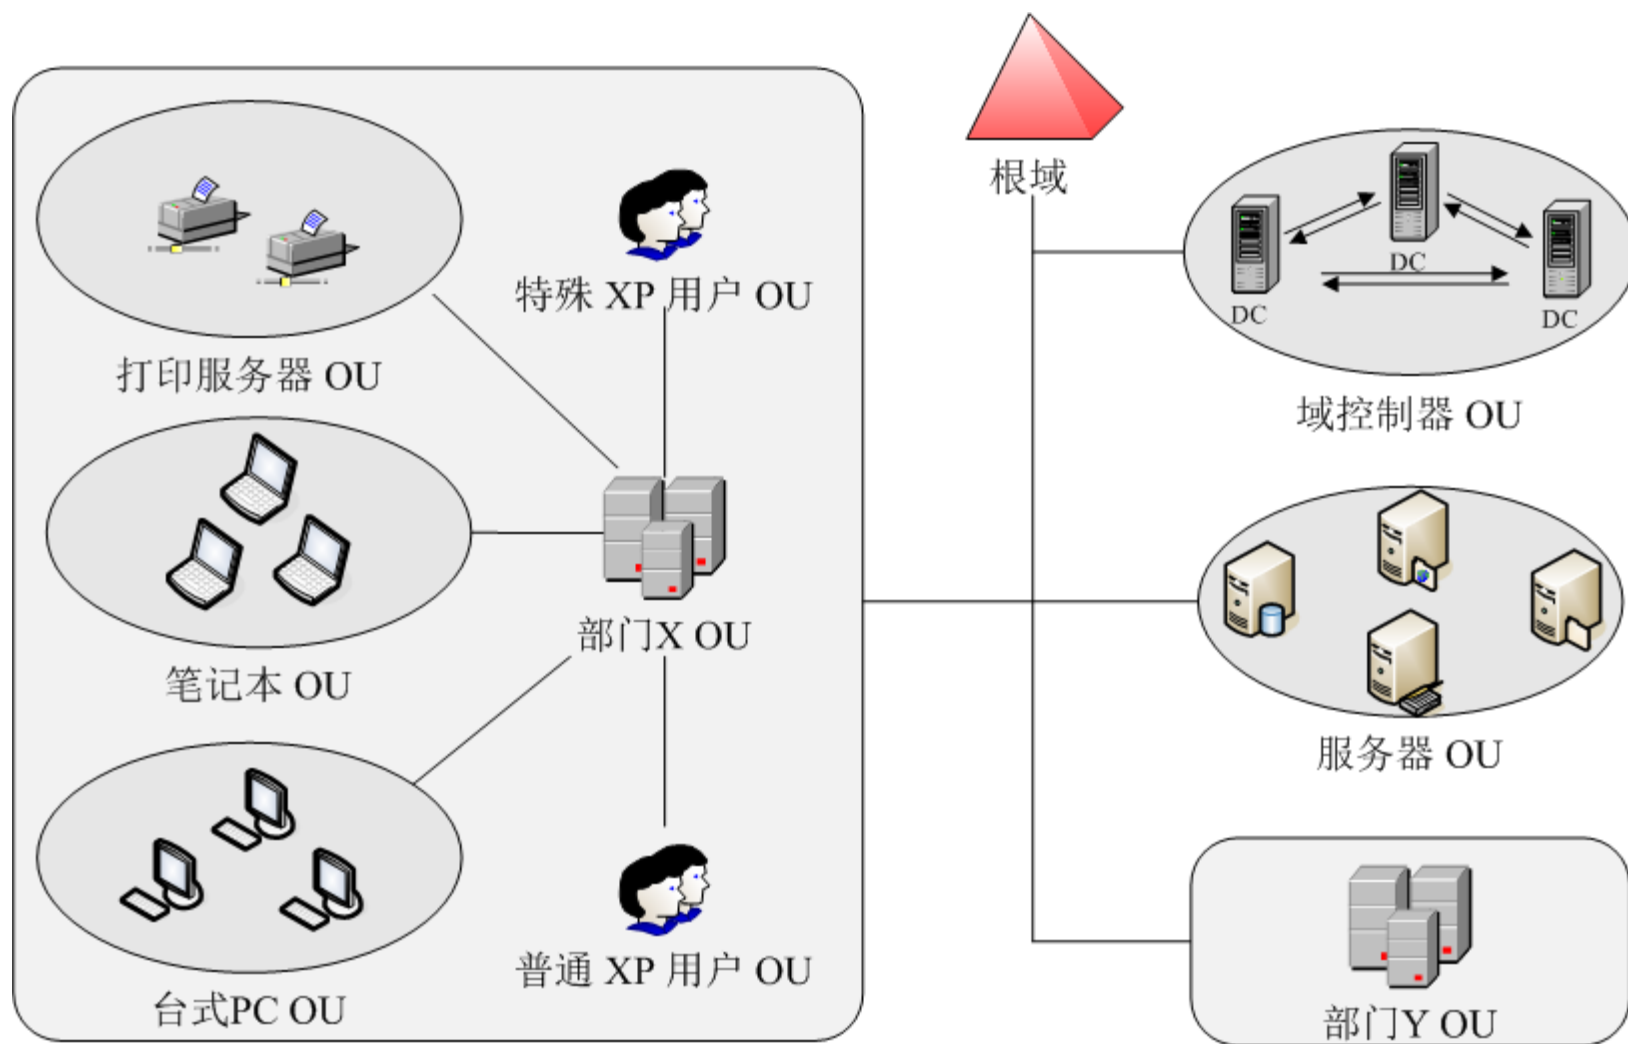 根域
特殊 XP 用户 OU
打印服务器 OU
DC
DC
DC
域控制器 OU
部门X OU
笔记本 OU
服务器 OU
普通 XP 用户 OU
台式PC OU
部门Y OU